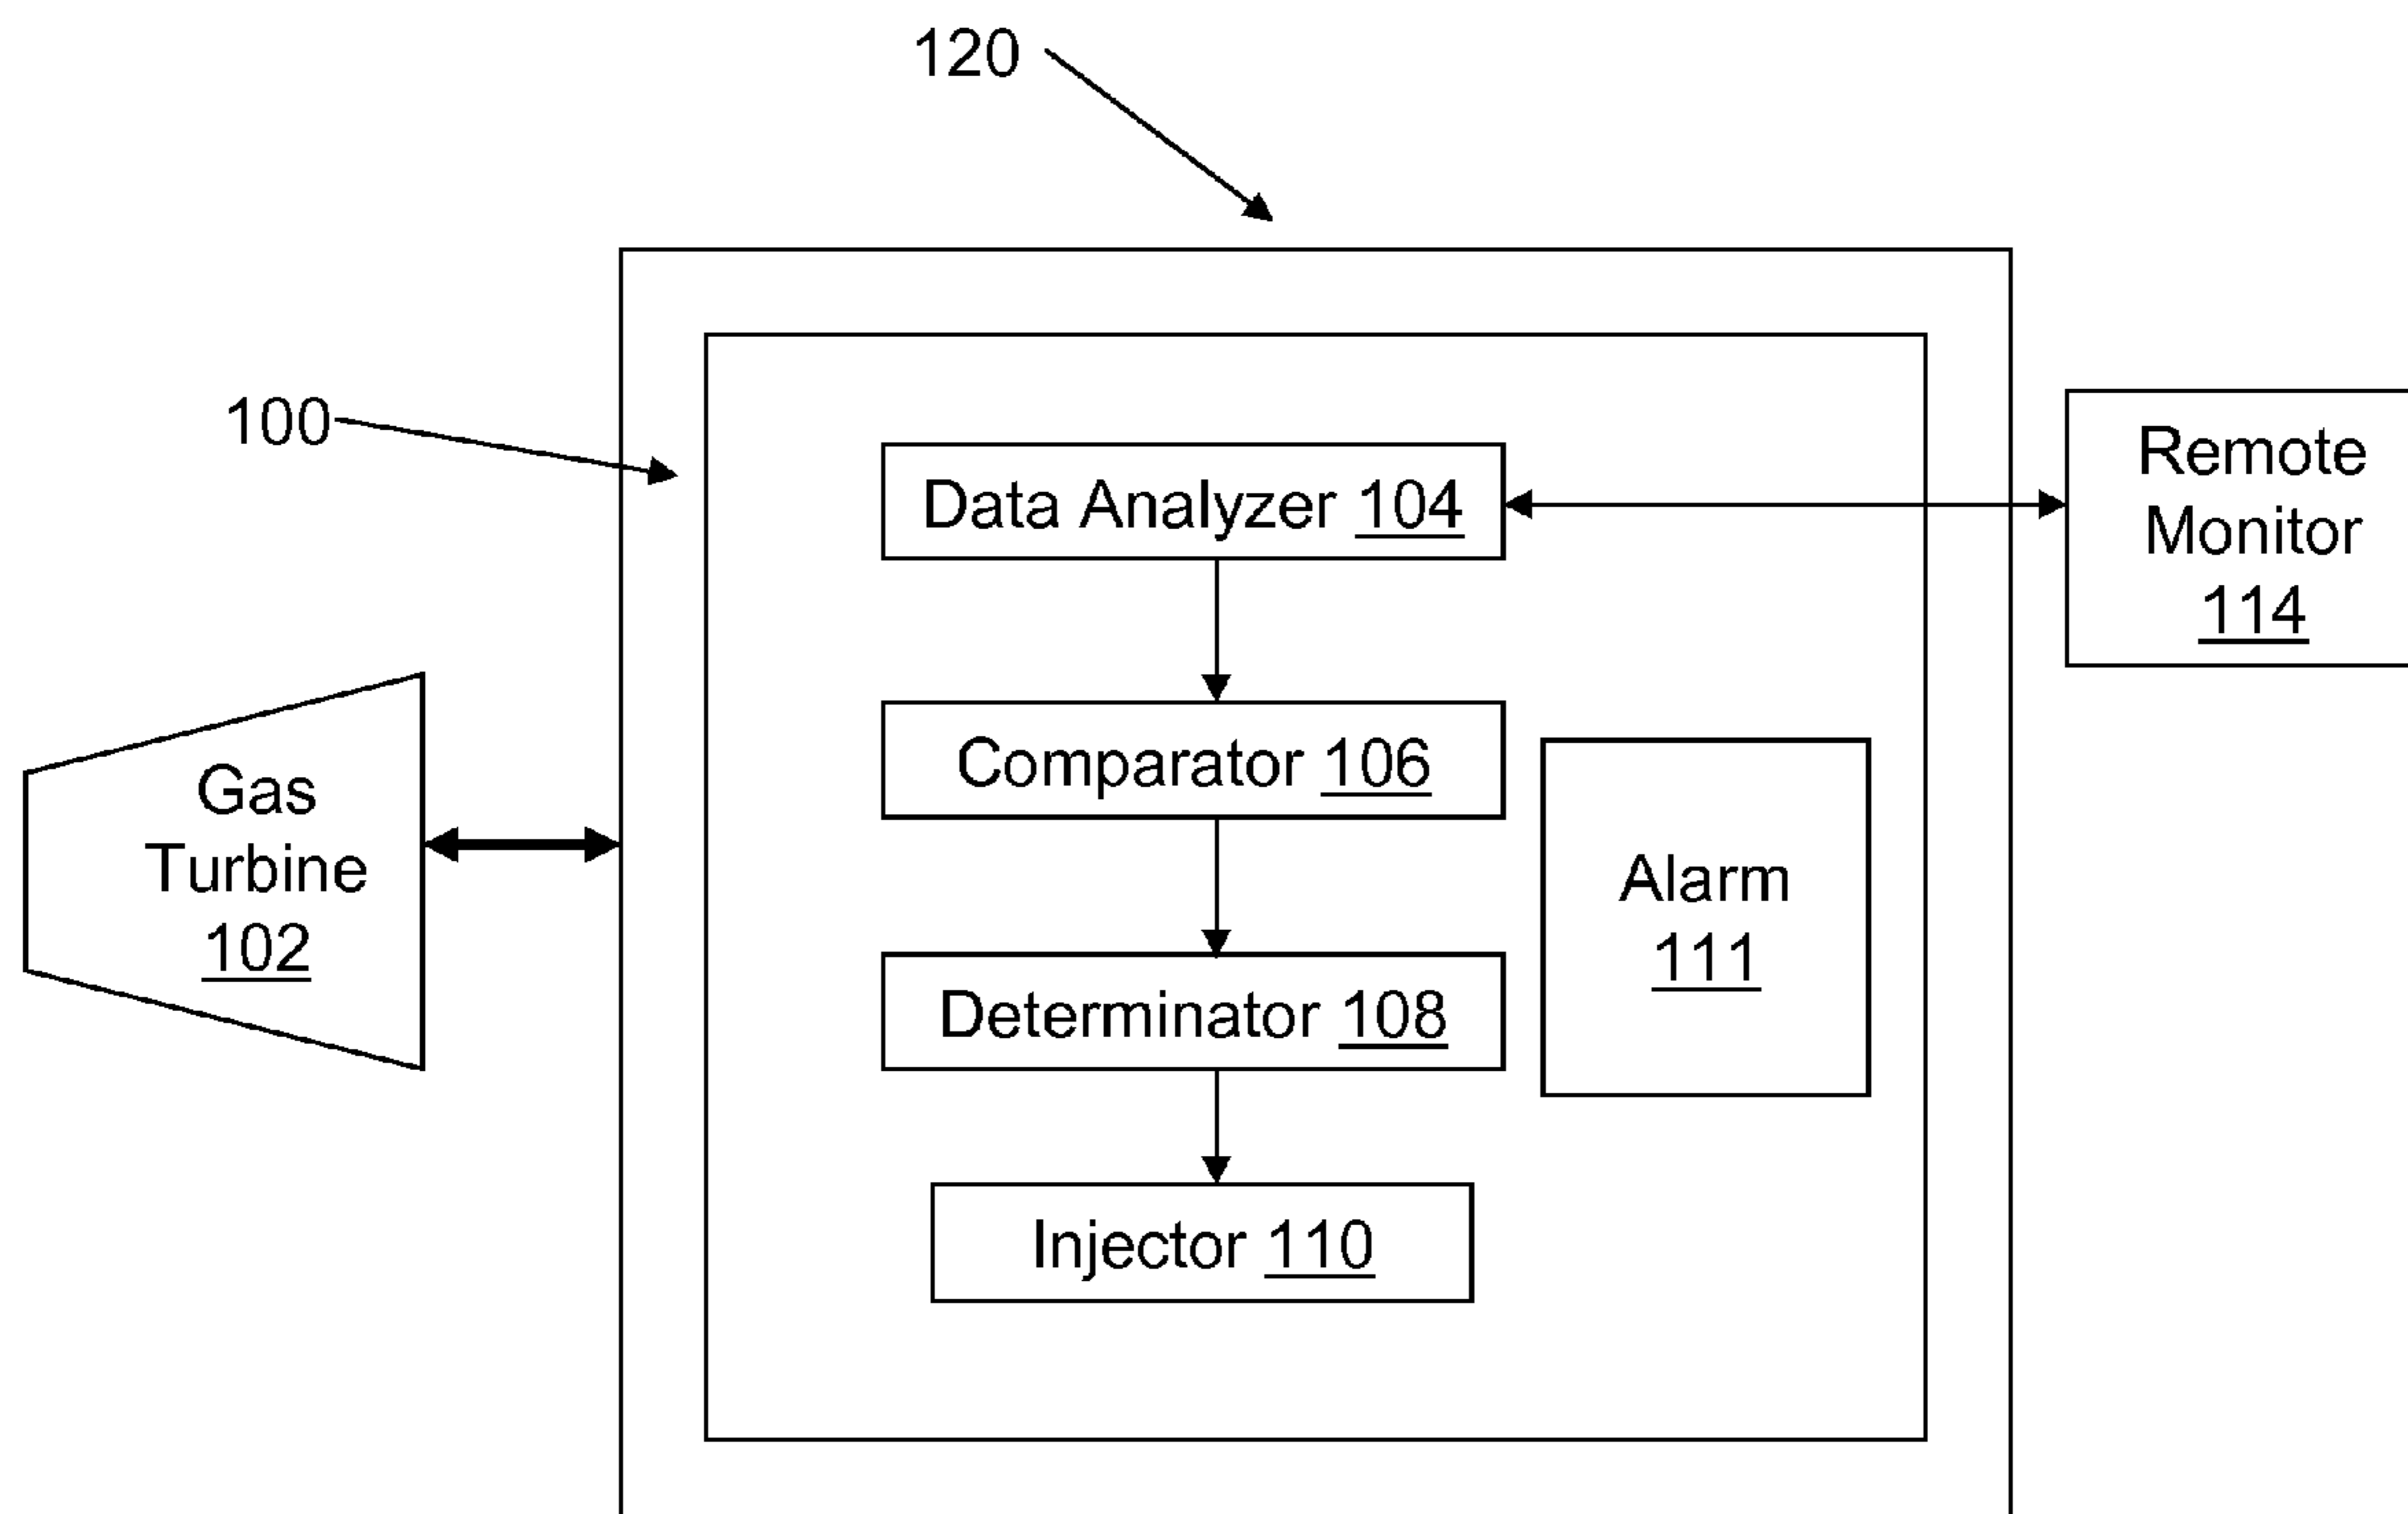 120
100
Data Analyzer 104
Remote
Monitor
114
Comparator 106
Gas
Turbine
102
Alarm
111
Determinator 108
Injector 110